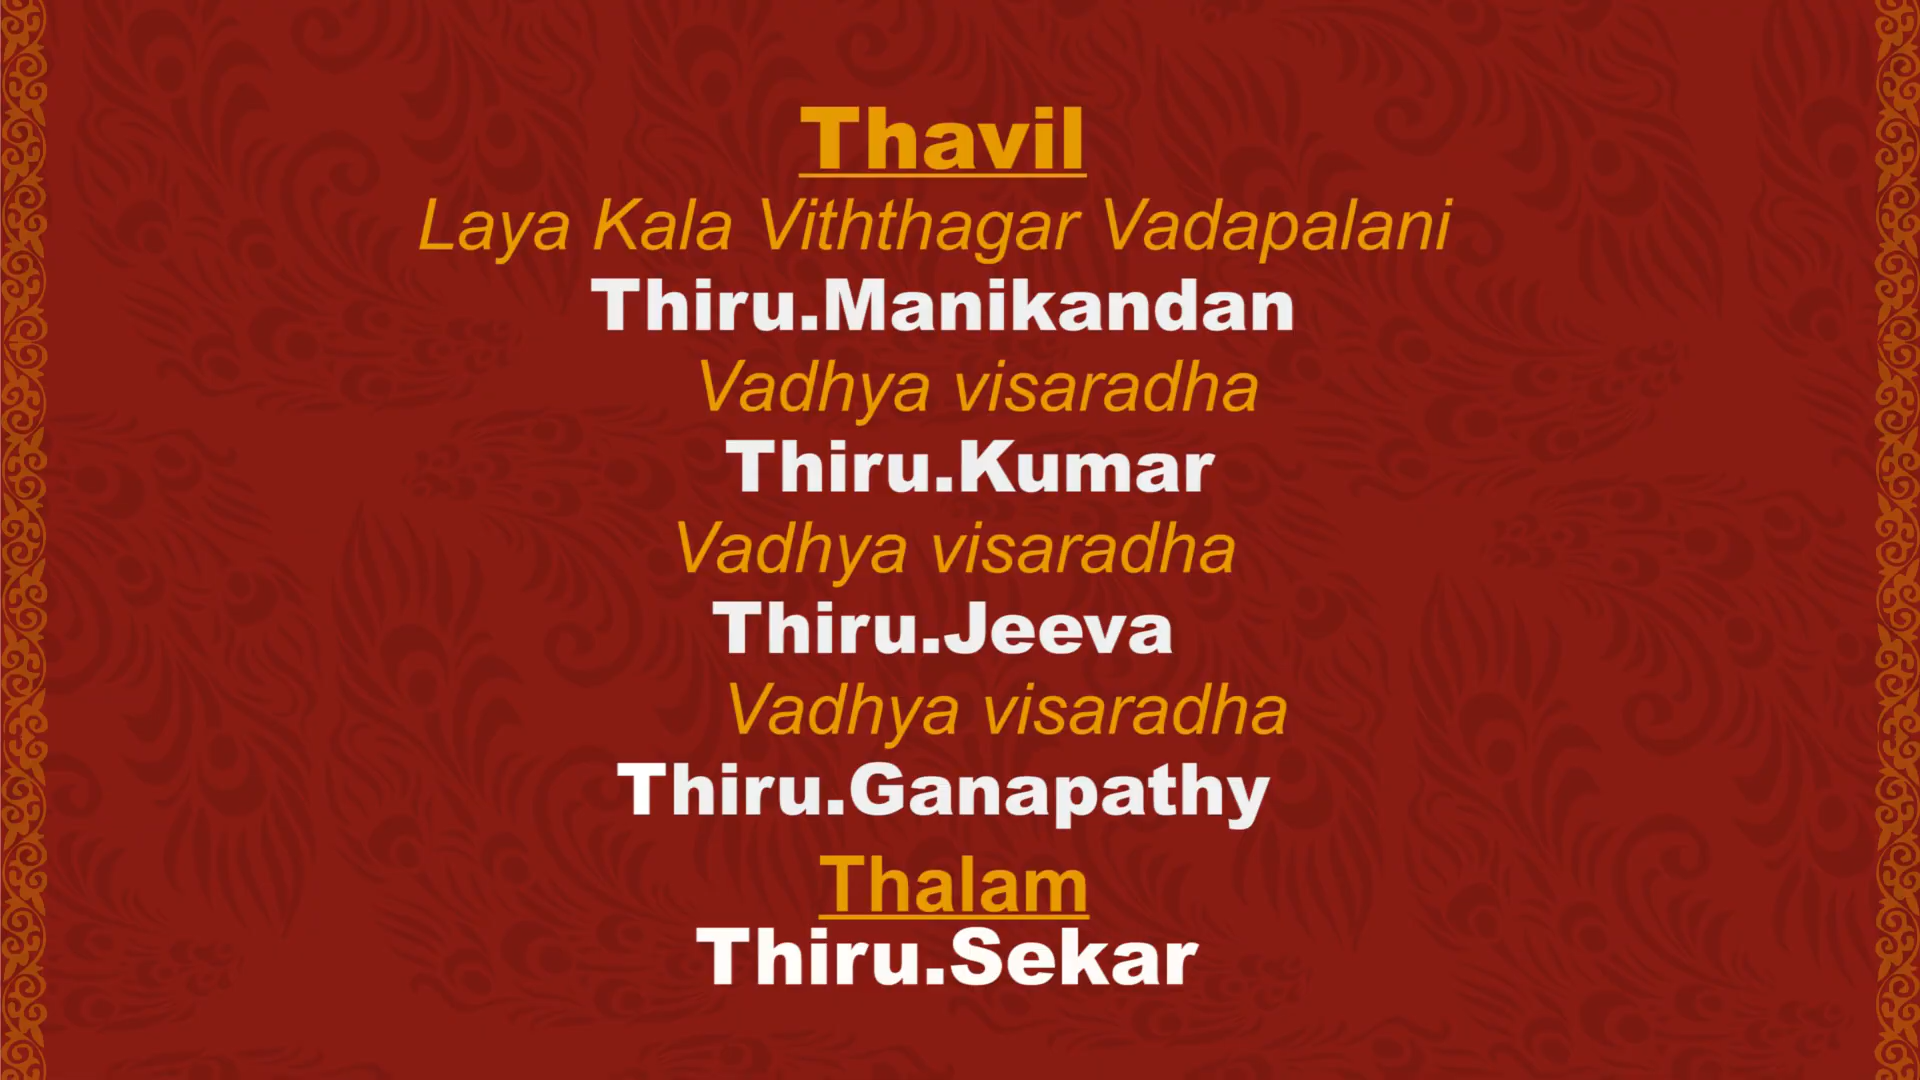 Thavil
Laya Kala Viththagar Vadapalani
Thiru.Manikandan
Vadhya visaradha
Thiru.Kumar
Vadhya visaradha
Thiru.Jeeva
Vadhya visaradha
Thiru.Ganapathy
Thalam
Thiru.Sekar